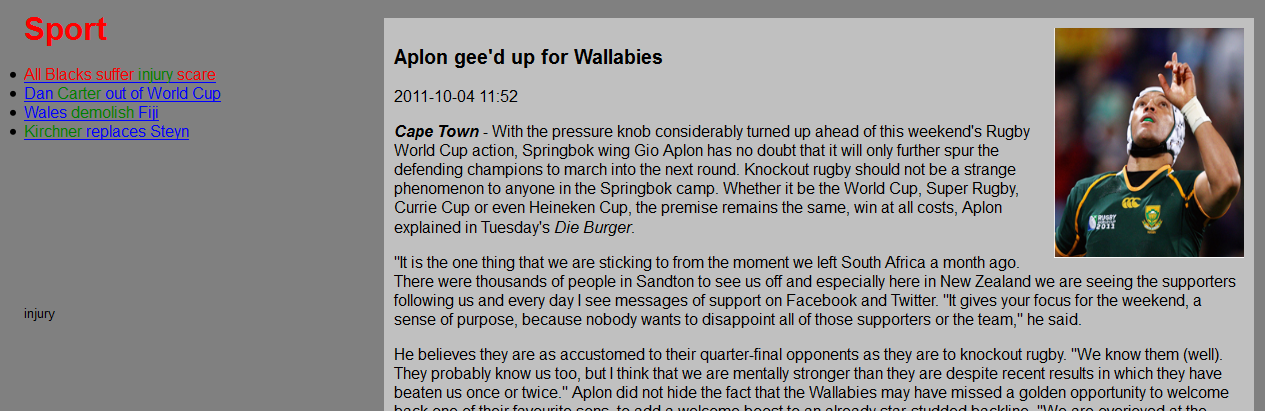 Sport
All Blacks suffer injury scare
Dan Carter out of World Cup
Wales demolish Fiji
Kirchner replaces Steyn
injury
Aplon gee'd up for Wallabies
2011-10-04 11:52
Cape Town - With the pressure knob considerably turned up ahead of this weekend's Rugby
World Cup action, Springbok wing Gio Aplon has no doubt that it will only further spur the
defending champions to march into the next round. Knockout rugby should not be a strange
phenomenon to anyone in the Springbok camp. Whether it be the World Cup, Super Rugby,
Currie Cup or even Heineken Cup, the premise remains the same, win at all costs, Aplon
explained in Tuesday's Die Burger.
"It is the one thing that we are sticking to from the moment we left South Africa a month ago.
There were thousands of people in Sandton to see us off and especially here in New Zealand we are seeing the supporters
following us and every day I see messages of support on Facebook and Twitter. "It gives your focus for the weekend, a
sense of purpose, because nobody wants to disappoint all of those supporters or the team," he said.
He believes they are as accustomed to their quarter-final opponents as they are to knockout rugby. "We know them (well).
They probably know us too, but I think that we are mentally stronger than they are despite recent results in which they have
beaten us once or twice." Aplon did not hide the fact that the Wallabies may have missed a golden opportunity to welcome
back one of their favourite sons, to add a welcome boost to an already star-studded backline. "We are overjoyed at the
RUGBY
2011